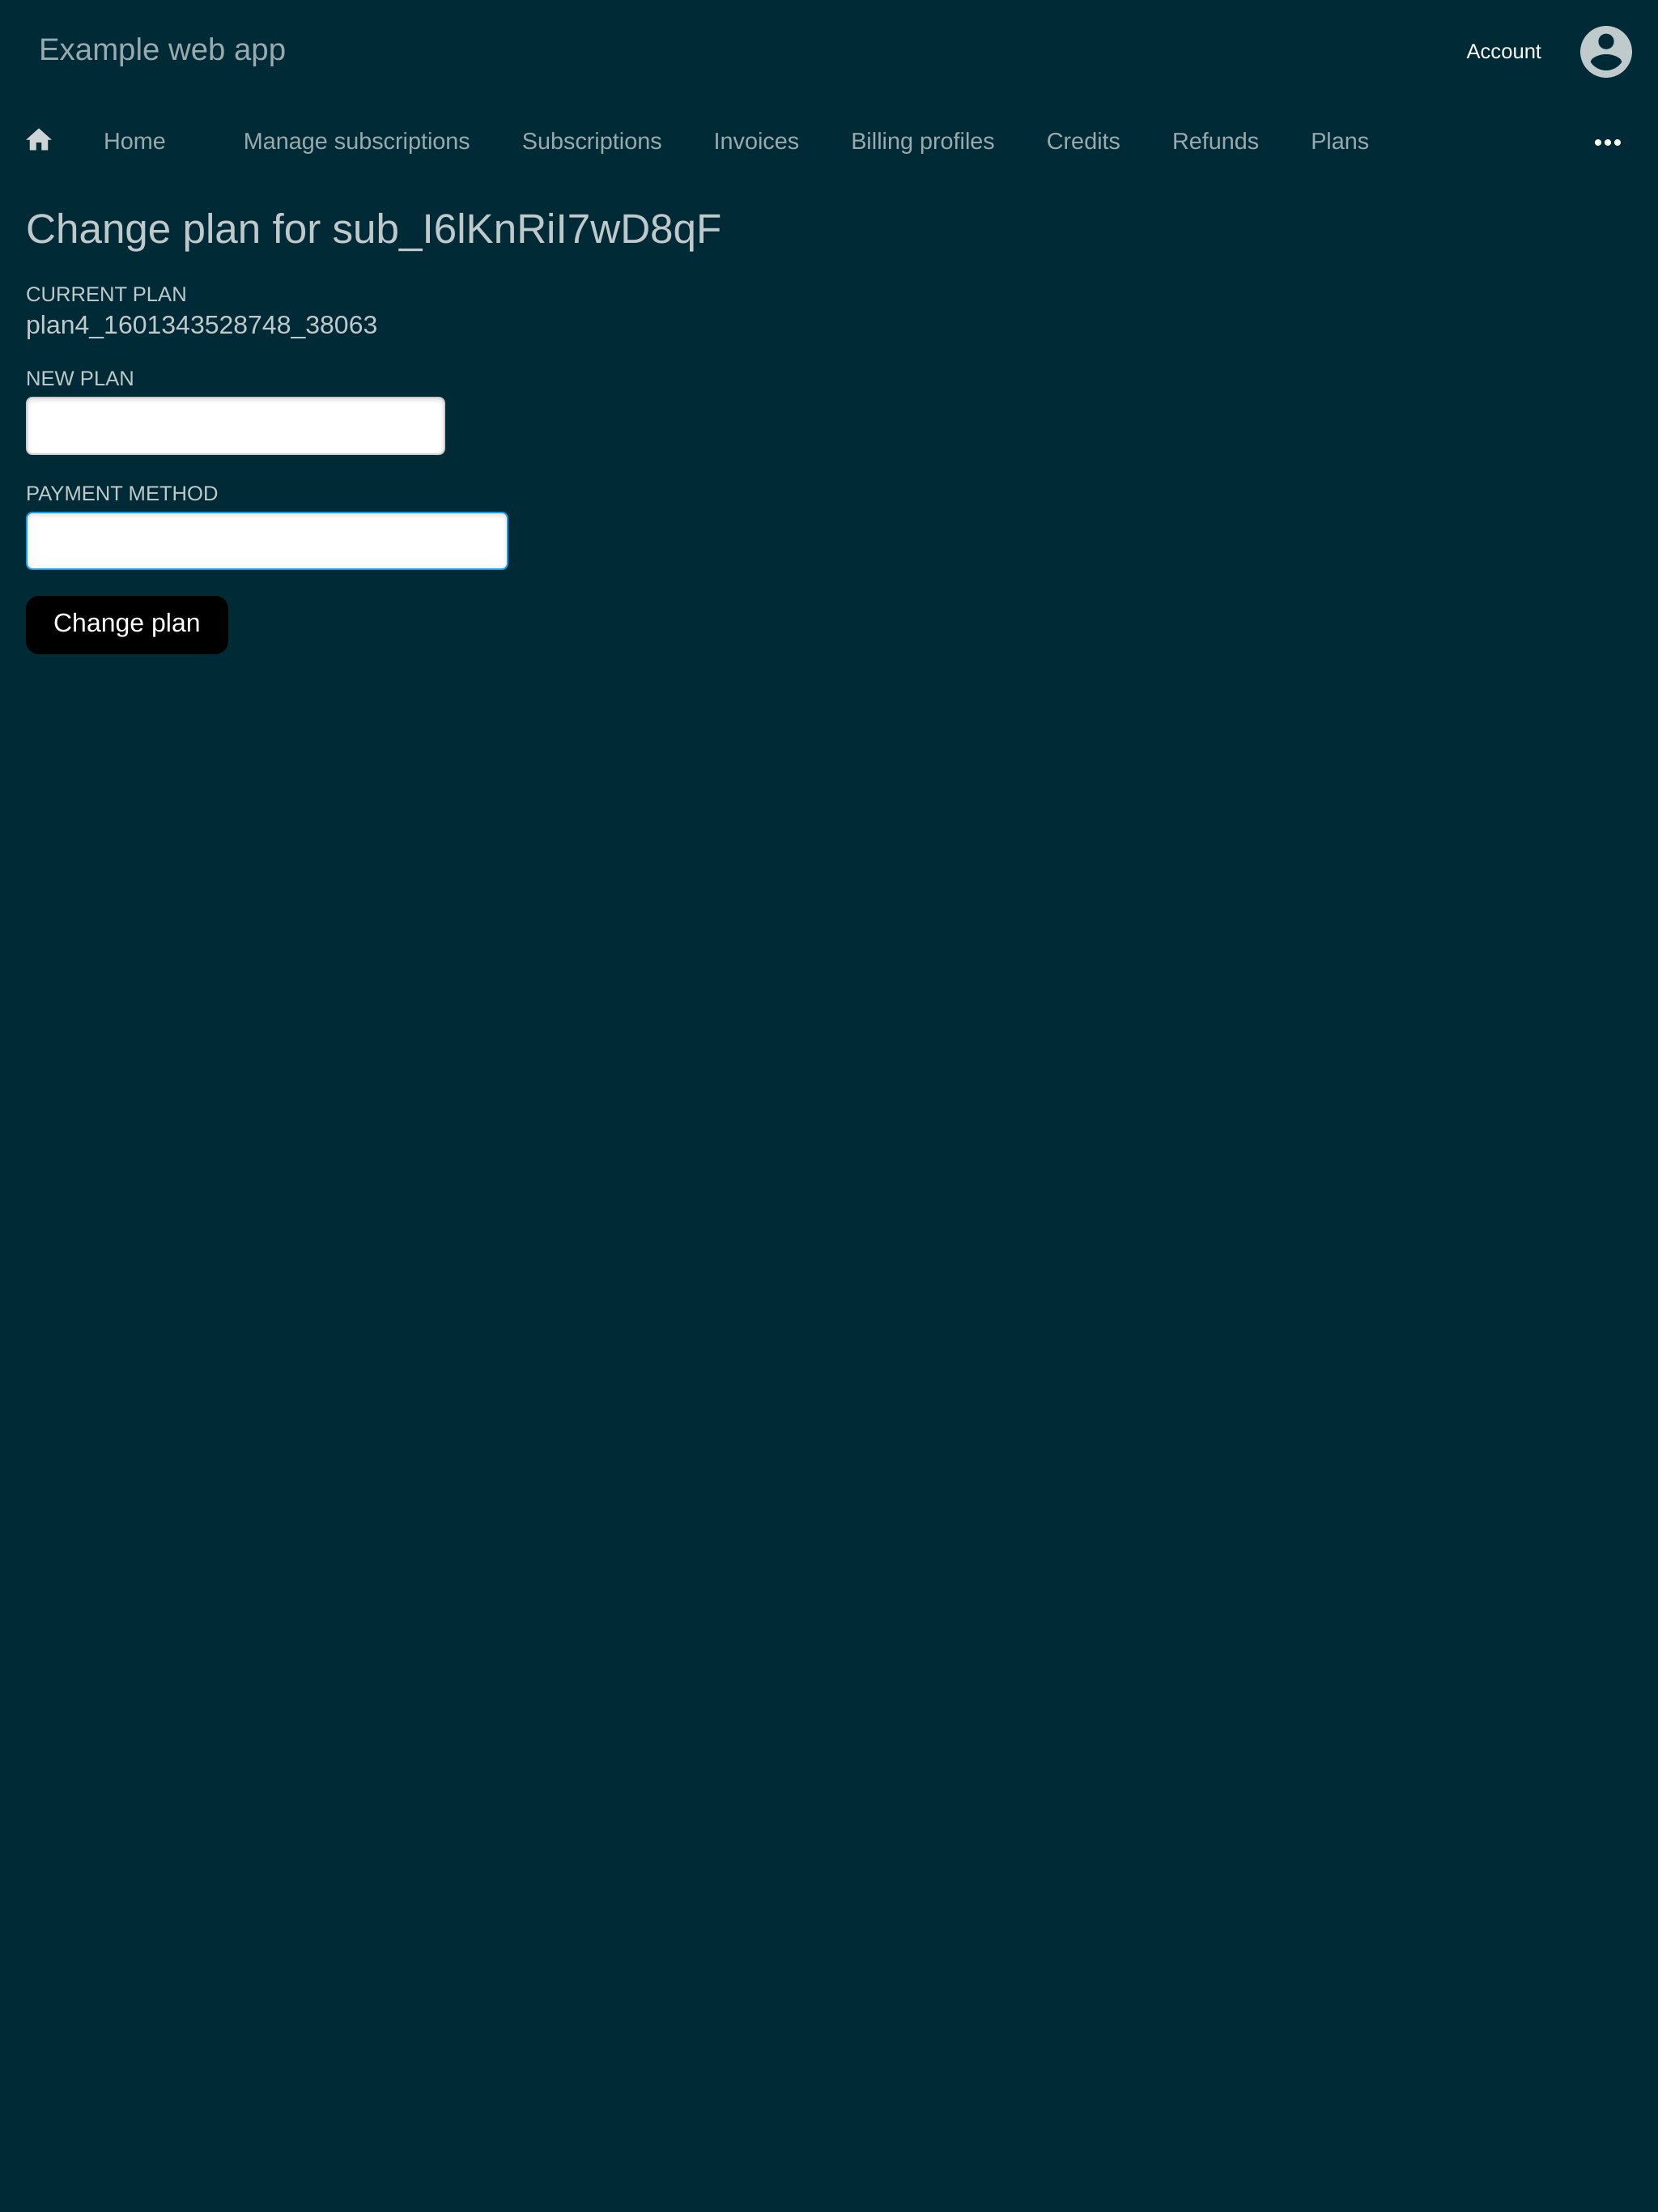 Example web app
Account
Home
Manage subscriptions
Subscriptions
Invoices
Billing profiles
Credits
Refunds
Plans
Change plan for sub_I6lKnRiI7wD8qF
CURRENT PLAN
plan4_1601343528748_38063
NEW PLAN
PAYMENT METHOD
Change plan